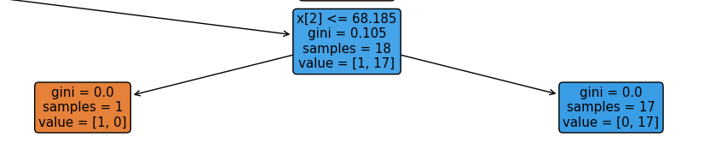 x[2] <= 68.185
gini = 0.105
samples = 18
value = [1, 17]
gini = 0.0
samples = 1
value = [1, 0]
gini = 0.0
samples = 17
value = [0, 17]